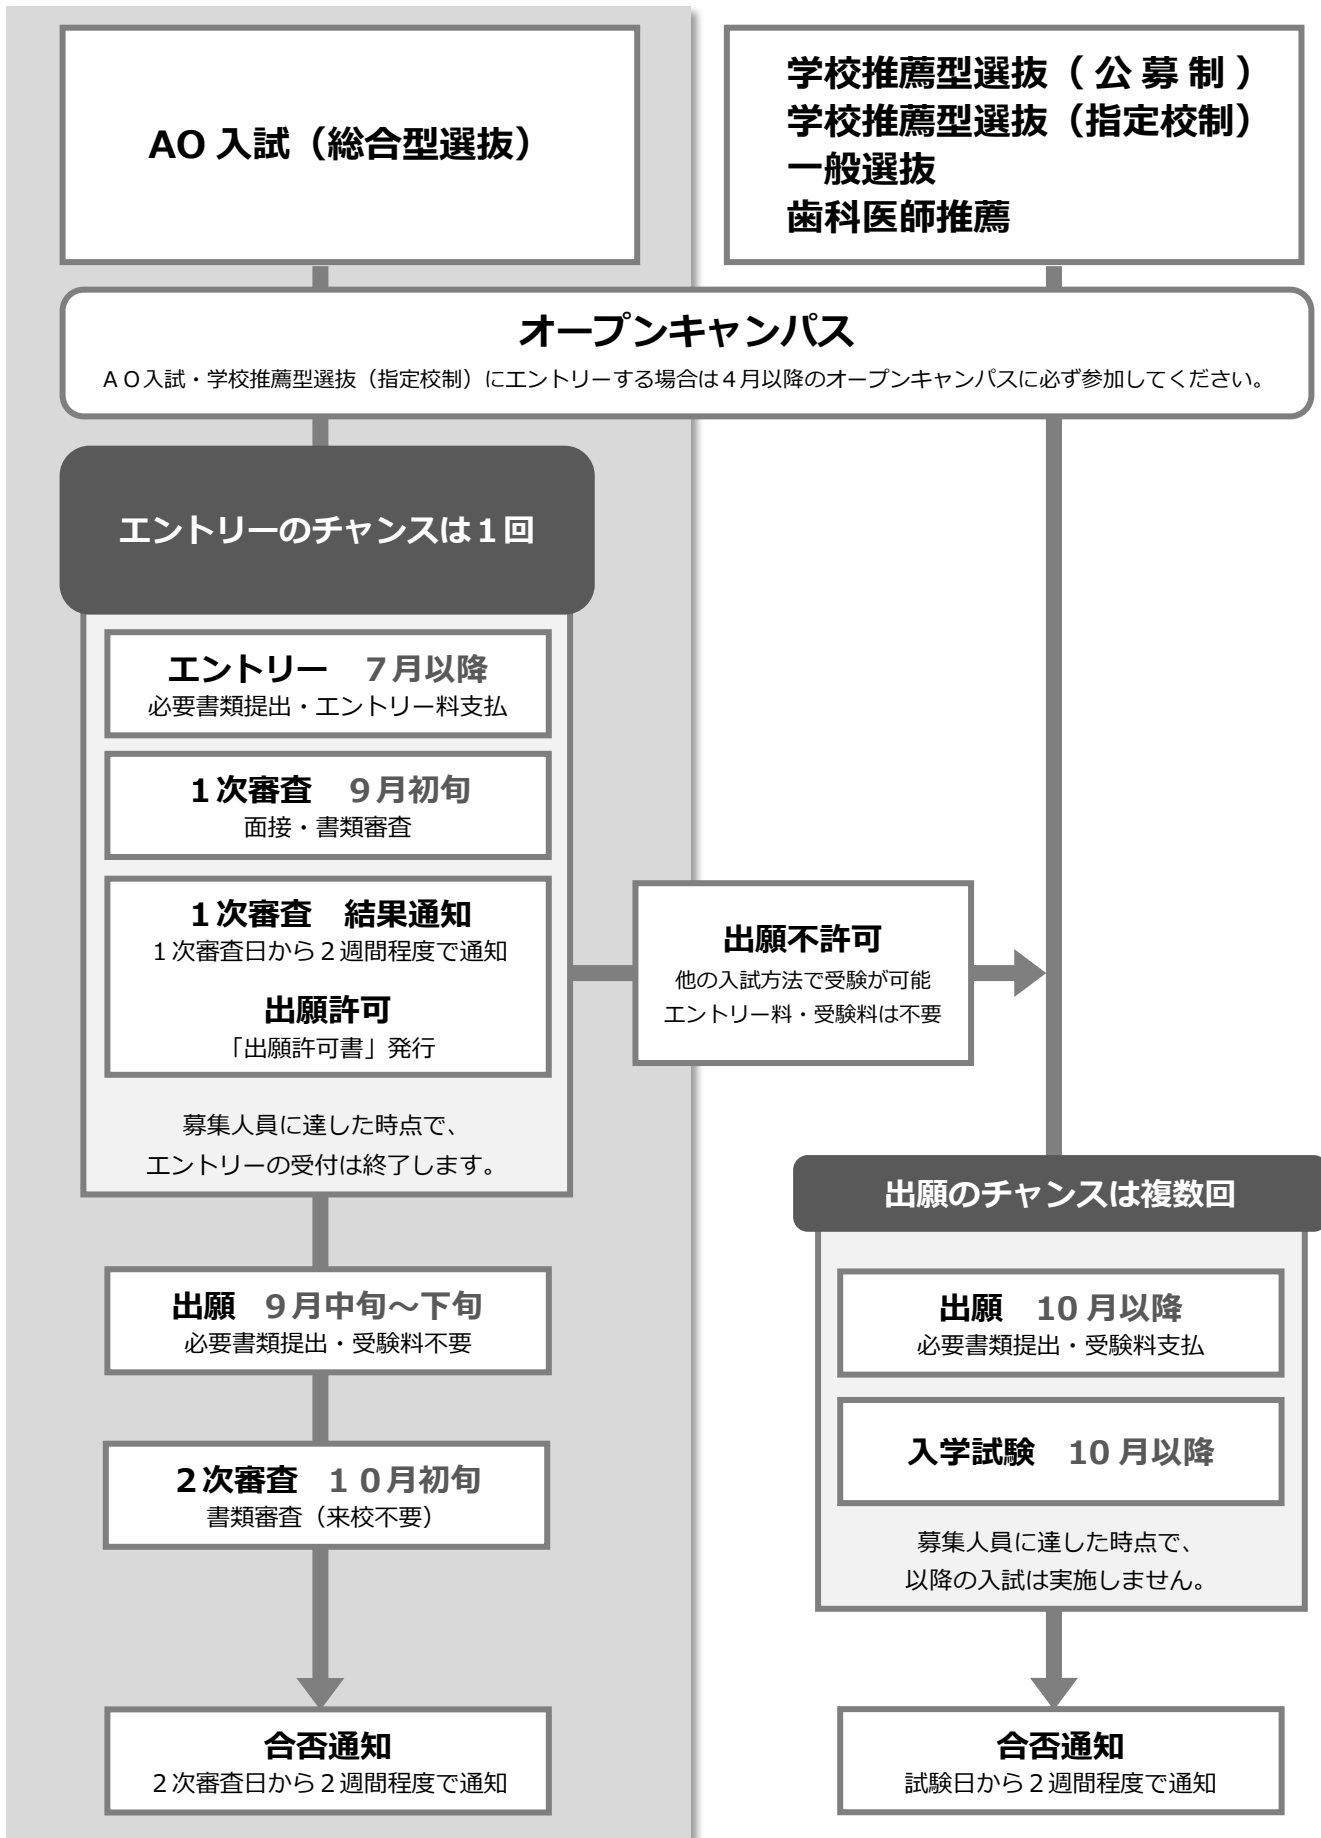 AO 入試（総合型選抜）
学校推薦型選抜（ 公 募 制 ）
学校推薦型選抜（指定校制）
一般選抜
歯科医師推薦
オープンキャンパス
ＡＯ入試・学校推薦型選抜（指定校制）にエントリーする場合は４月以降のオープンキャンパスに必ず参加してください。
エントリーのチャンスは１回
エントリー　７月以降
必要書類提出・エントリー料支払
１次審査　９月初旬
面接・書類審査
１次審査　結果通知
１次審査日から２週間程度で通知
出願許可
「出願許可書」発行
募集人員に達した時点で、
エントリーの受付は終了します。
出願不許可
他の入試方法で受験が可能
エントリー料・受験料は不要
出願　９月中旬～下旬
必要書類提出・受験料不要
２次審査　１０月初旬
書類審査（来校不要）
合否通知
２次審査日から２週間程度で通知
出願のチャンスは複数回
出願　10 月以降
必要書類提出・受験料支払
入学試験　10 月以降
募集人員に達した時点で、
以降の入試は実施しません。
合否通知
試験日から２週間程度で通知